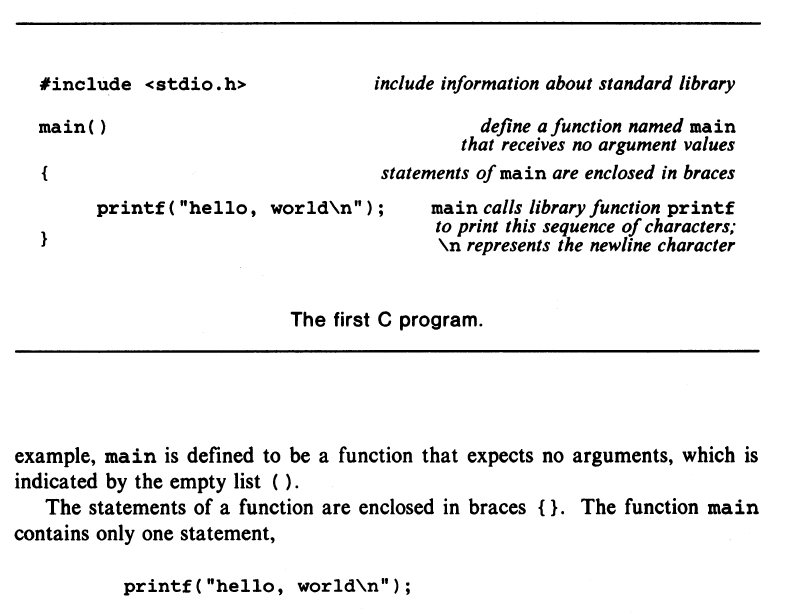 #include <stdio.h> include information about standard library
main() define a function named main
that receives no argument values
{ statements of main are enclosed in braces
printf("hello, world\n"); main calls library function printf
to print this sequence of characters;
} \n represents the newline character
The first C program.
example, main is defined to be a function that expects no arguments, which is
indicated by the empty list ().
The statements of a function are enclosed in braces {}. The function main
contains only one statement,
printf("hello, world\n");